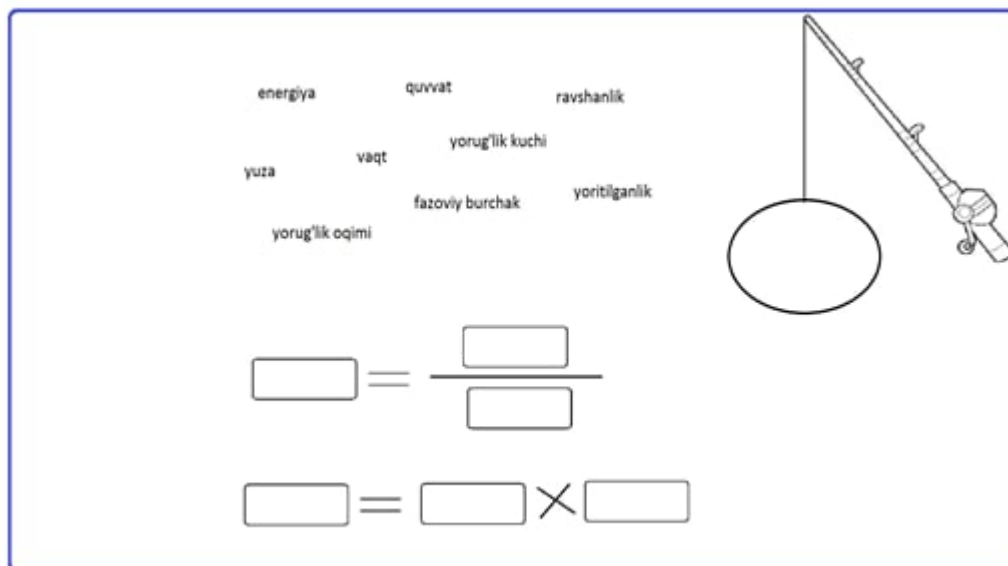 energiya
quvvat
ravshanlik
yorug'lik kuchi
vaqt
yuza
yoritilganlik
fazoviy burchak
yorug'lik oqimi